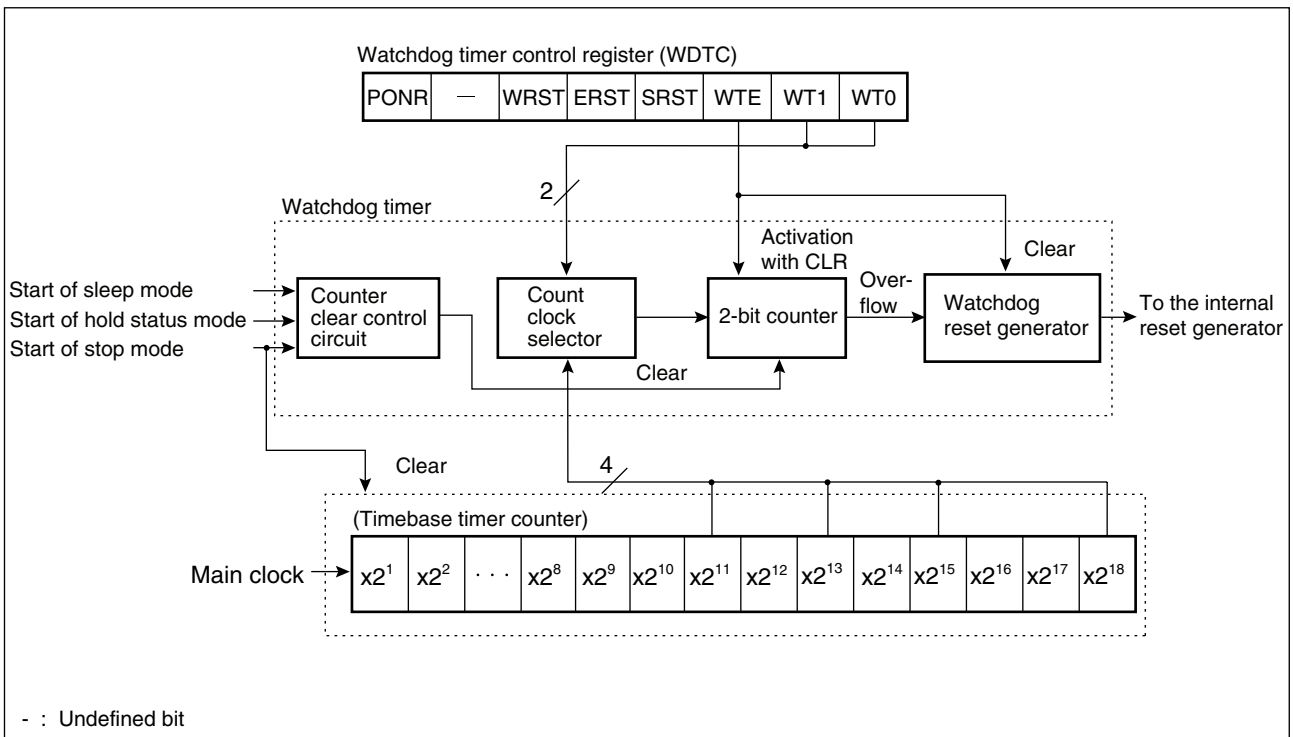 Watchdog timer control register (WDTC)
PONR — WRST ERST SRST WTE WT1 WT0
2
Watchdog timer
Activation
with CLR
Clear
Over-
flow
Start of sleep mode
Start of hold status mode
Start of stop mode
Counter
clear control
circuit
Count
clock
selector
2-bit counter
Watchdog
reset generator
To the internal
reset generator
Clear
Clear
4
(Timebase timer counter)
Main clock
x2¹ x2² · · · x2⁸ x2⁹ x2¹⁰ x2¹¹ x2¹² x2¹³ x2¹⁴ x2¹⁵ x2¹⁶ x2¹⁷ x2¹⁸
- : Undefined bit